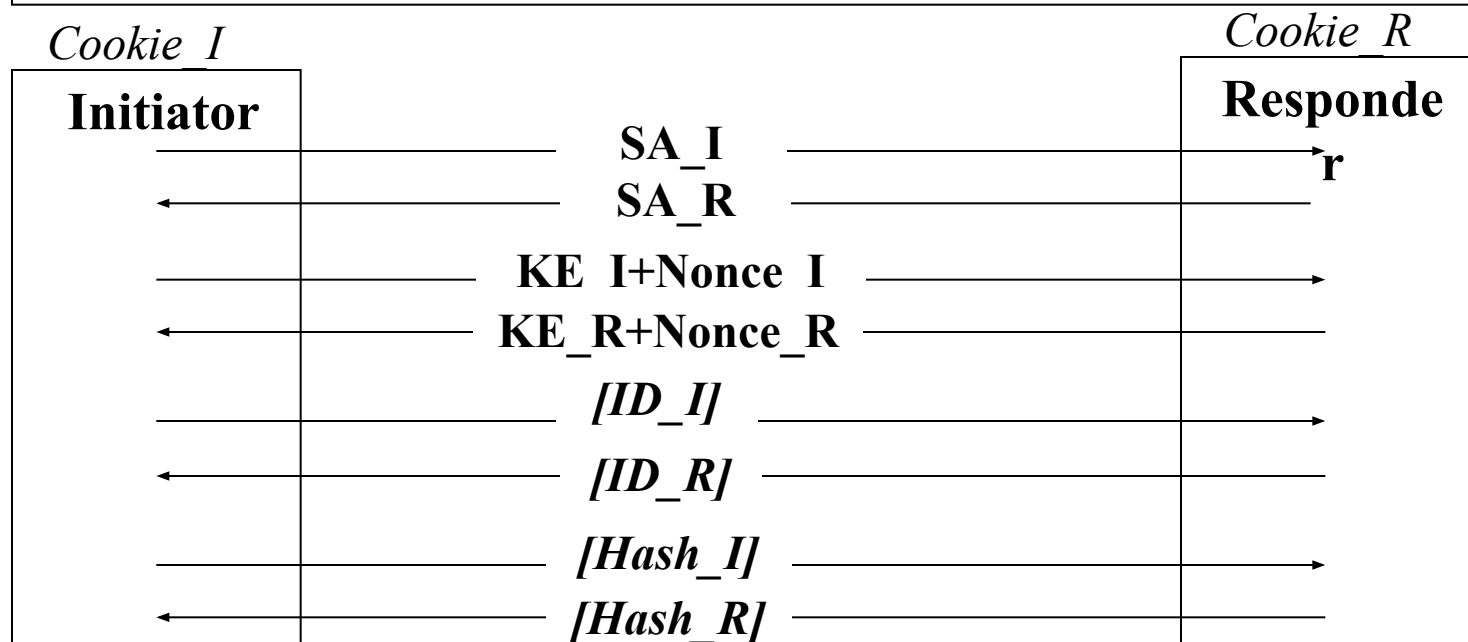 Cookie_I
Cookie_R
Initiator
Responde
r
SA_I
SA_R
KE_I+Nonce_I
KE_R+Nonce_R
[ID_I]
[ID_R]
[Hash_I]
[Hash_R]